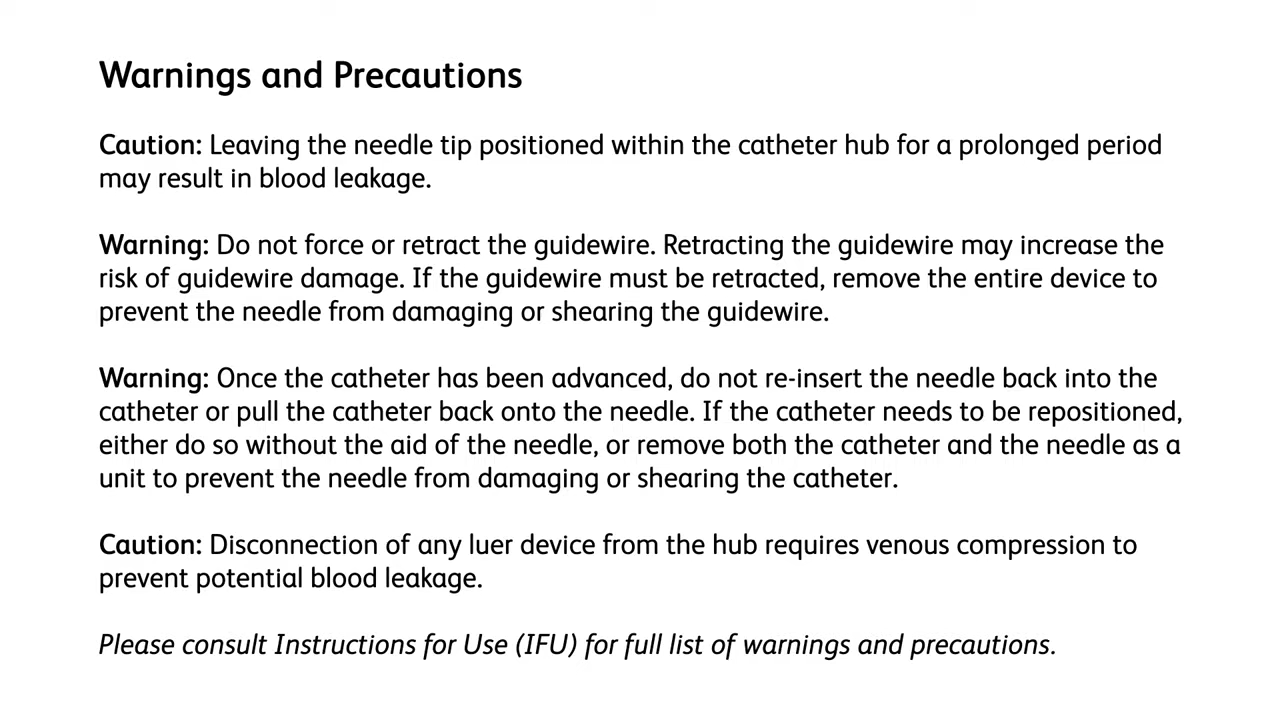 Warnings and Precautions
Caution: Leaving the needle tip positioned within the catheter hub for a prolonged period
may result in blood leakage.
Warning: Do not force or retract the guidewire. Retracting the guidewire may increase the
risk of guidewire damage. If the guidewire must be retracted, remove the entire device to
prevent the needle from damaging or shearing the guidewire.
Warning: Once the catheter has been advanced, do not re-insert the needle back into the
catheter or pull the catheter back onto the needle. If the catheter needs to be repositioned,
either do so without the aid of the needle, or remove both the catheter and the needle as a
unit to prevent the needle from damaging or shearing the catheter.
Caution: Disconnection of any luer device from the hub requires venous compression to
prevent potential blood leakage.
Please consult Instructions for Use (IFU) for full list of warnings and precautions.